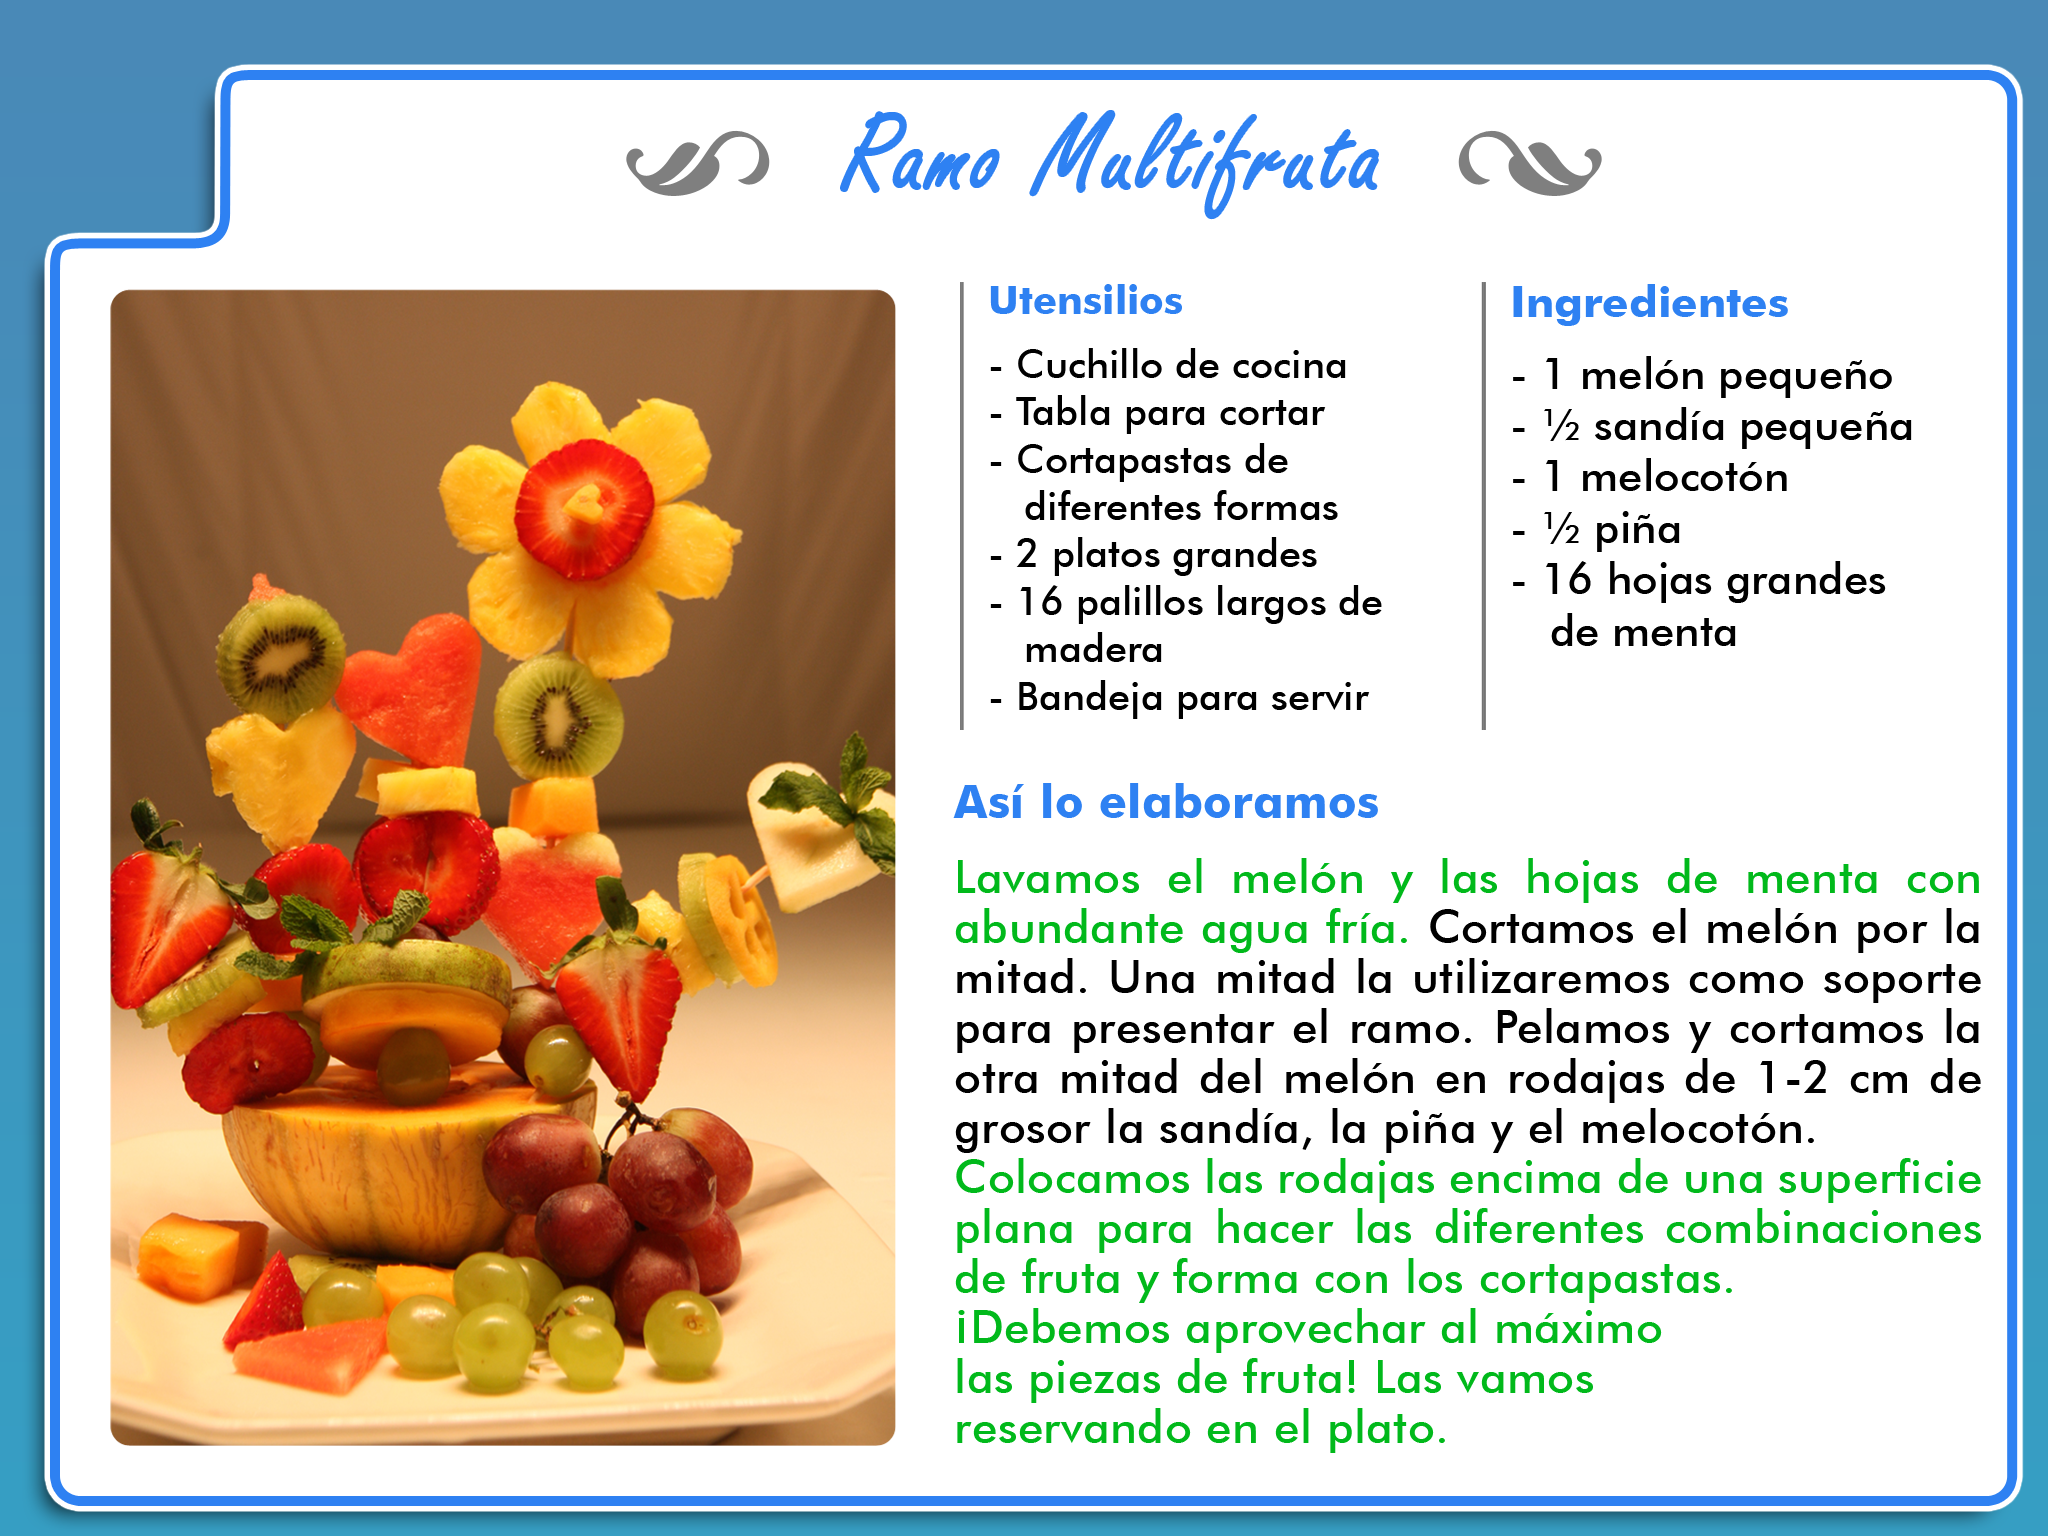 Ramo Multifruta
Utensilios
- Cuchillo de cocina
- Tabla para cortar
- Cortapastas de
diferentes formas
- 2 platos grandes
- 16 palillos largos de
madera
- Bandeja para servir
Ingredientes
- 1 melón pequeño
- ½ sandía pequeña
- 1 melocotón
- ½ piña
- 16 hojas grandes
de menta
Así lo elaboramos
Lavamos el melón y las hojas de menta con
abundante agua fría. Cortamos el melón por la
mitad. Una mitad la utilizaremos como soporte
para presentar el ramo. Pelamos y cortamos la
otra mitad del melón en rodajas de 1-2 cm de
grosor la sandía, la piña y el melocotón.
Colocamos las rodajas encima de una superficie
plana para hacer las diferentes combinaciones
de fruta y forma con los cortapastas.
¡Debemos aprovechar al máximo
las piezas de fruta! Las vamos
reservando en el plato.